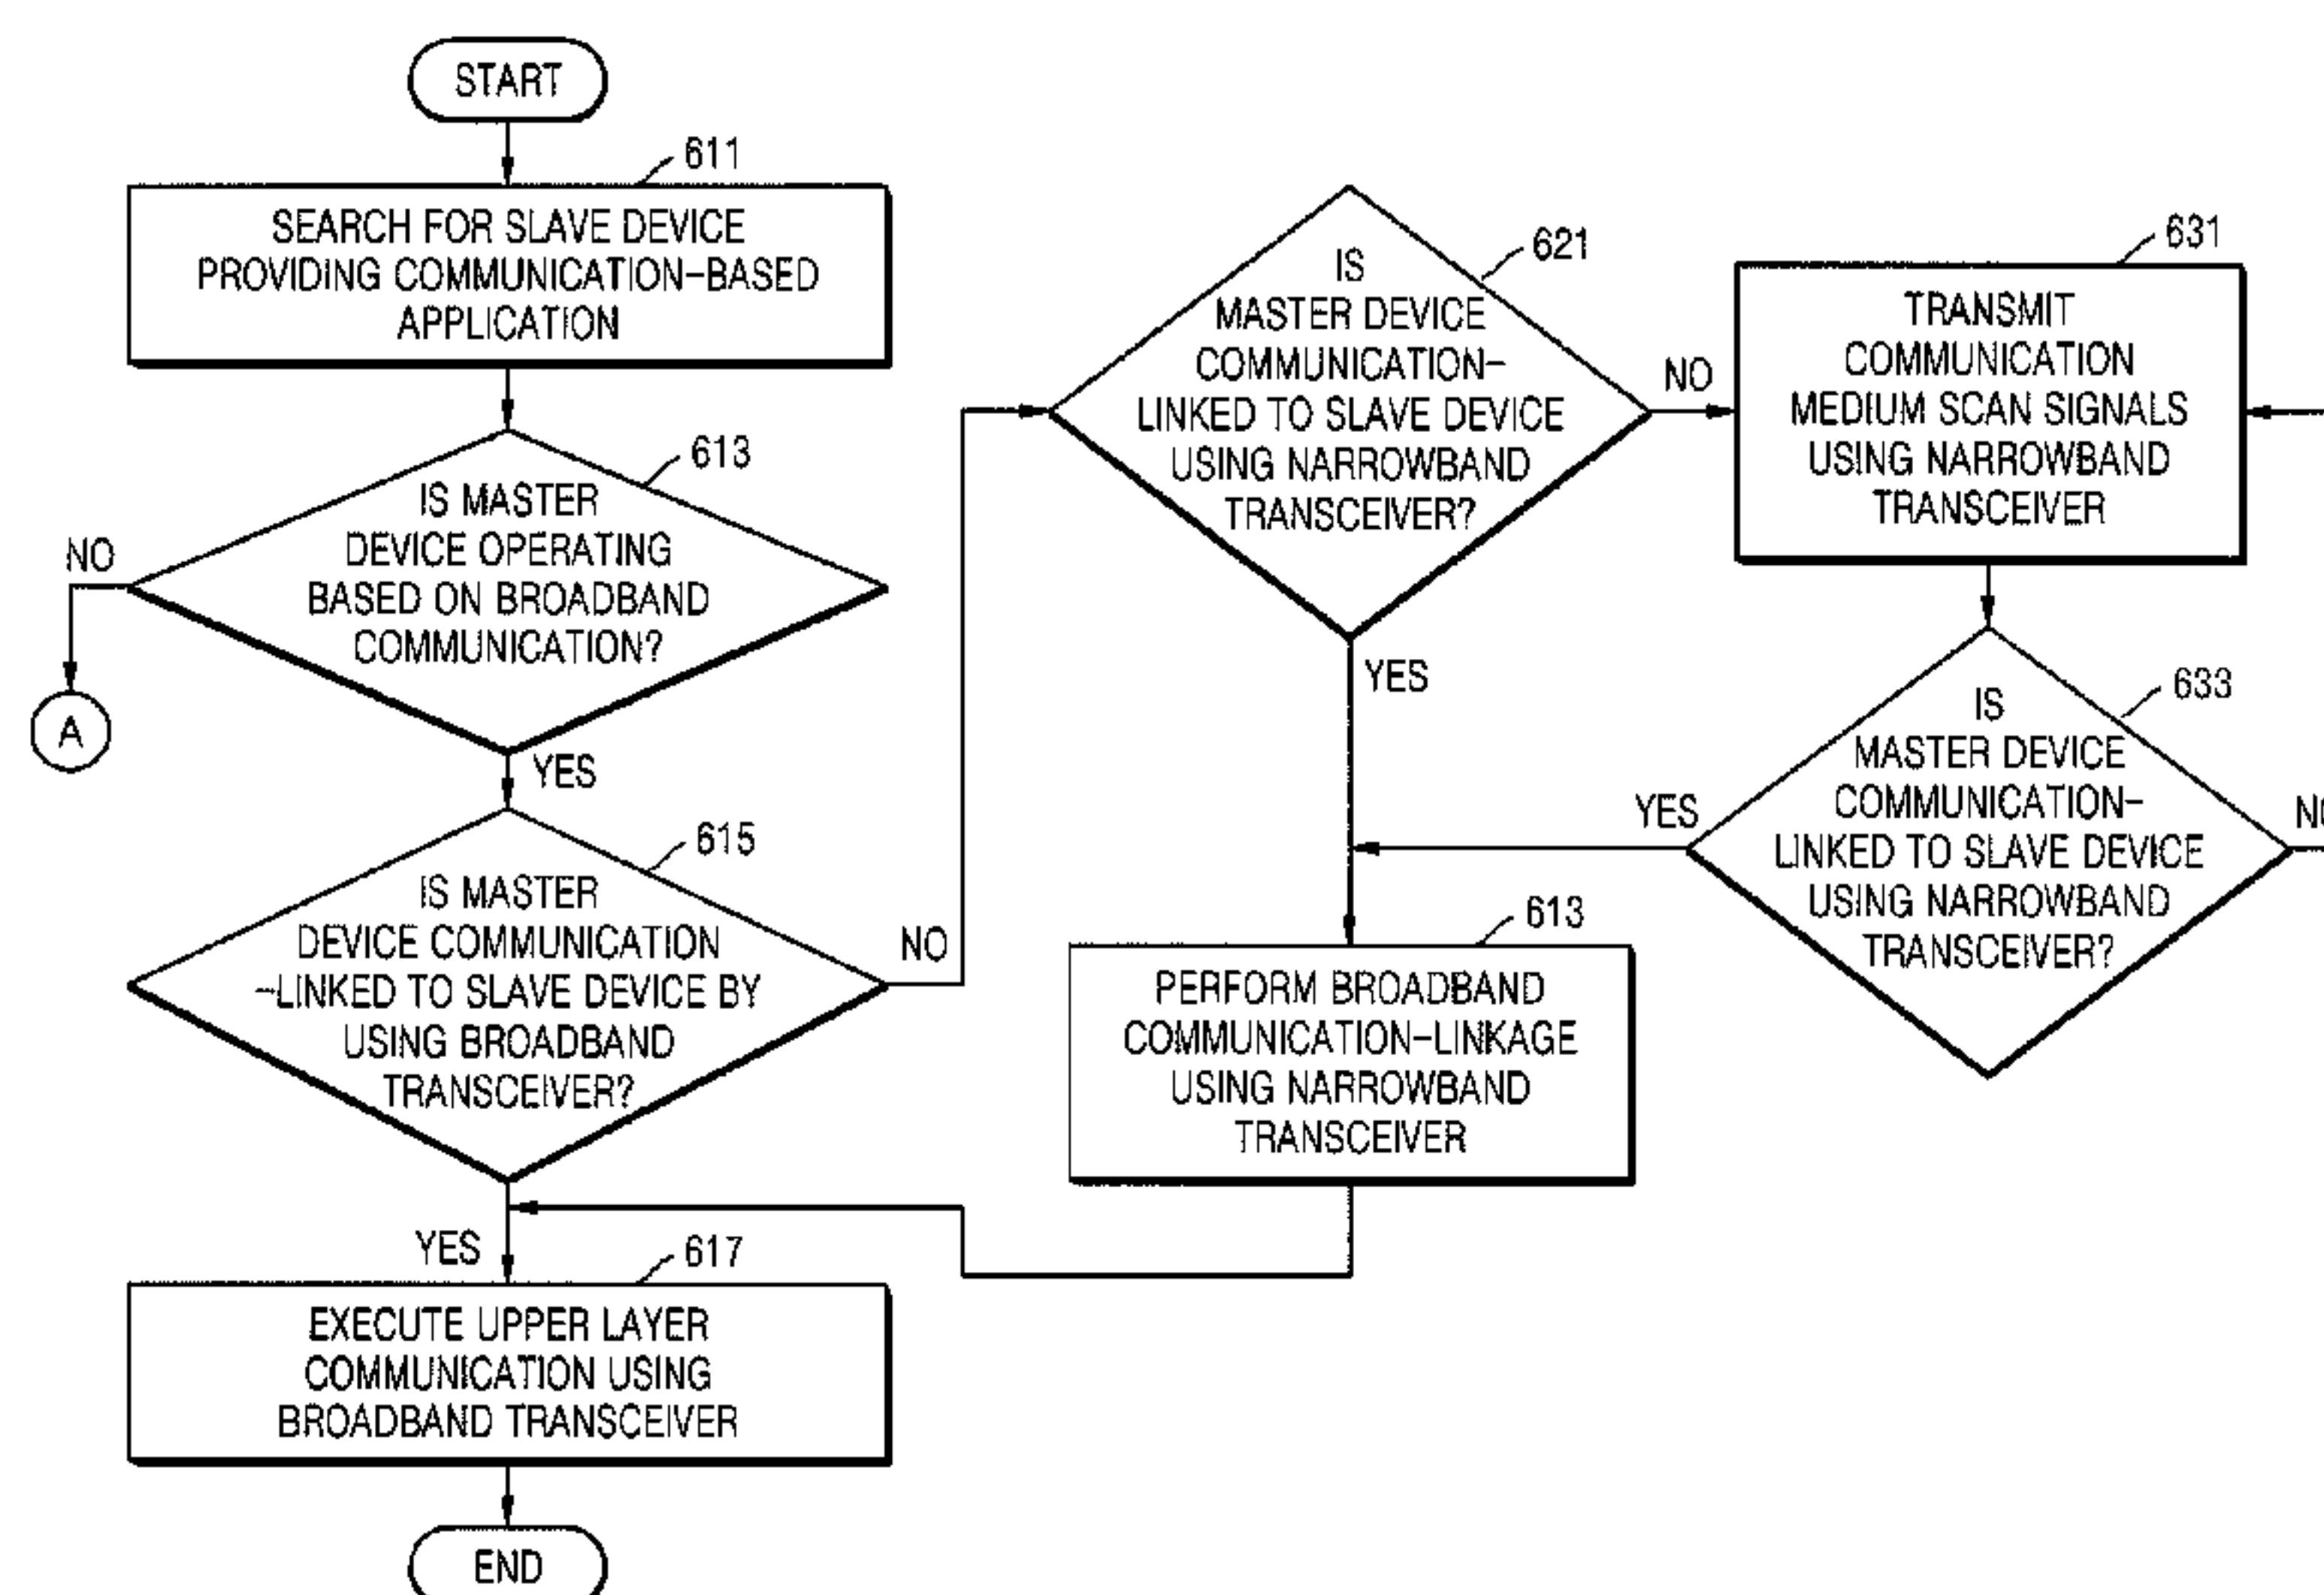 START
611
SEARCH FOR SLAVE DEVICE
PROVIDING COMMUNICATION-BASED
APPLICATION
613
IS MASTER
DEVICE OPERATING
BASED ON BROADBAND
COMMUNICATION?
NO
A
YES
615
IS MASTER
DEVICE COMMUNICATION
-LINKED TO SLAVE DEVICE BY
USING BROADBAND
TRANSCEIVER?
NO
YES
617
EXECUTE UPPER LAYER
COMMUNICATION USING
BROADBAND TRANSCEIVER
END
621
IS
MASTER DEVICE
COMMUNICATION-
LINKED TO SLAVE DEVICE
USING NARROWBAND
TRANSCEIVER?
NO
YES
613
PERFORM BROADBAND
COMMUNICATION-LINKAGE
USING NARROWBAND
TRANSCEIVER
631
TRANSMIT
COMMUNICATION
MEDIUM SCAN SIGNALS
USING NARROWBAND
TRANSCEIVER
633
IS
MASTER DEVICE
COMMUNICATION-
LINKED TO SLAVE DEVICE
USING NARROWBAND
TRANSCEIVER?
YES
NO